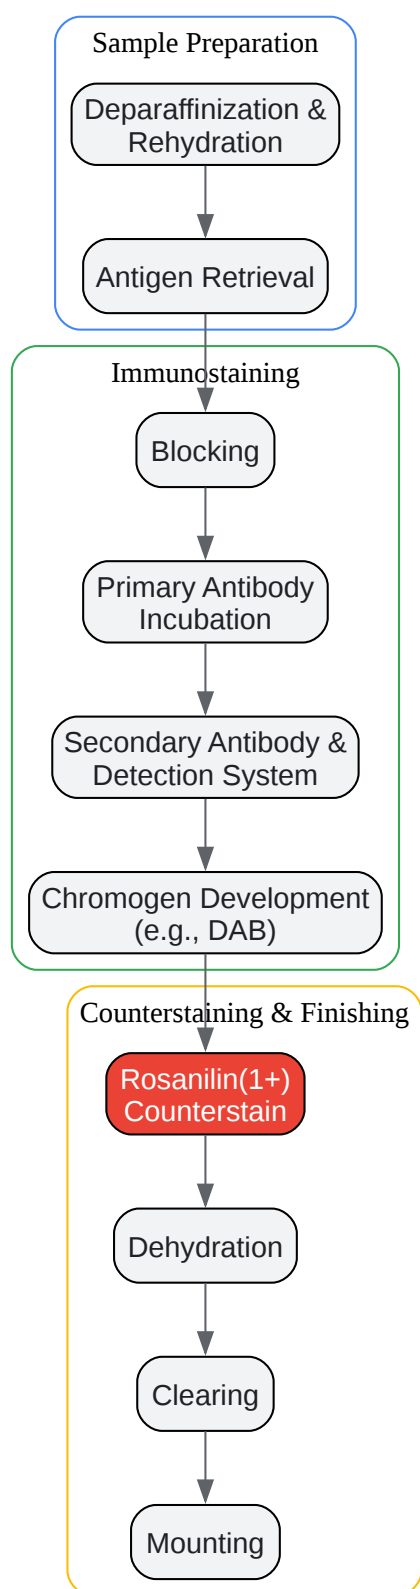 Sample Preparation
Deparaffinization &
Rehydration
Antigen Retrieval
Immunostaining
Blocking
Primary Antibody
Incubation
Secondary Antibody &
Detection System
Chromogen Development
(e.g., DAB)
Counterstaining & Finishing
Rosanilin(1+)
Counterstain
Dehydration
Clearing
Mounting